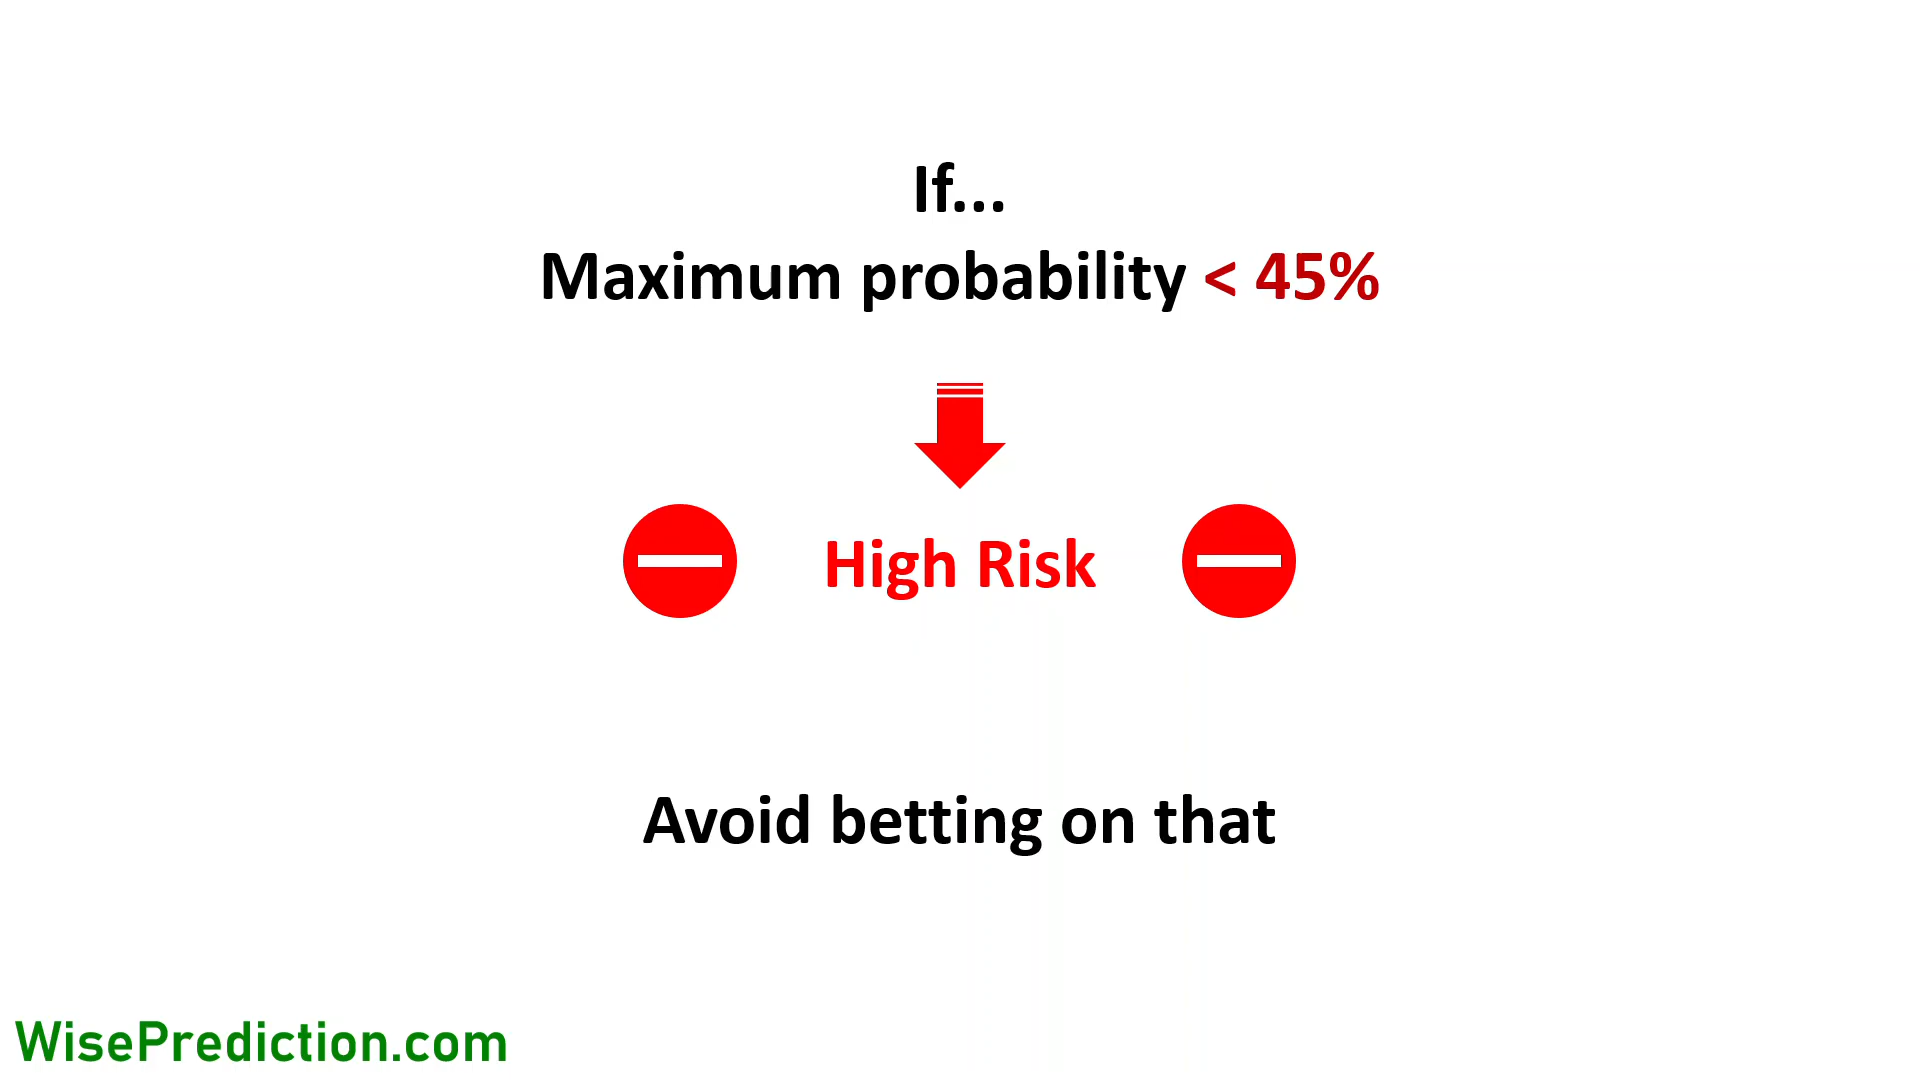 If...
Maximum probability < 45%
High Risk
Avoid betting on that
WisePrediction.com